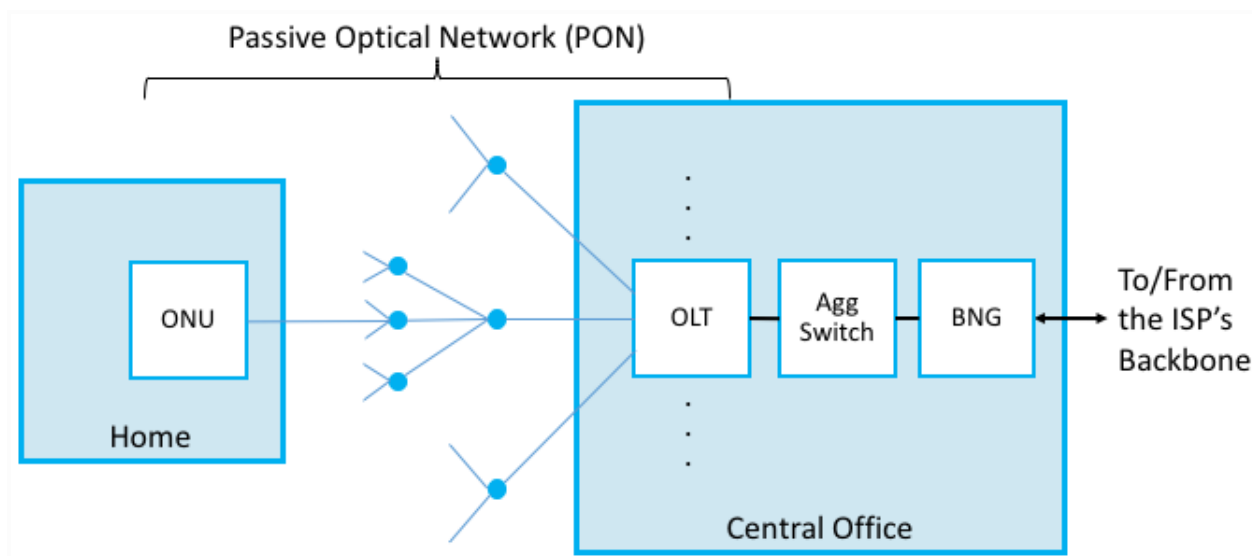 Passive Optical Network (PON)
ONU
Home
OLT
Agg
Switch
BNG
Central Office
To/From
the ISP's
Backbone